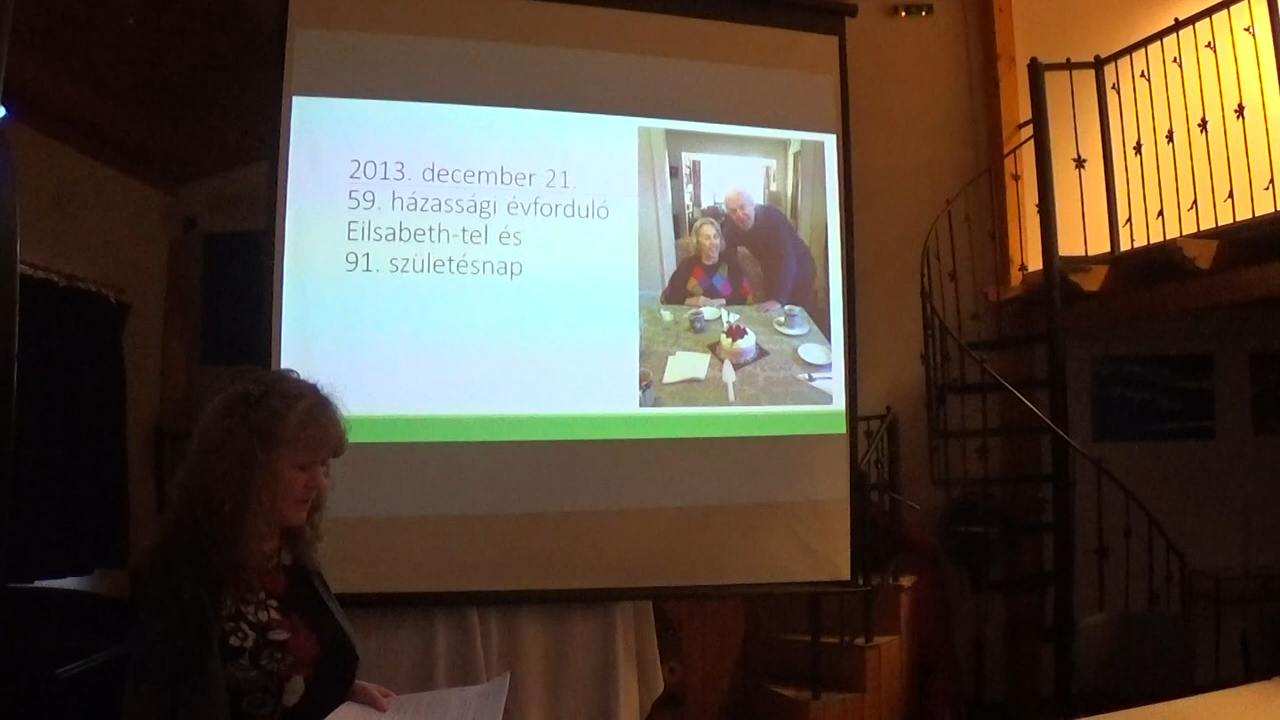 2013. december 21.
59. házassági évforduló
Eilsabeth-tel és
91. születésnap